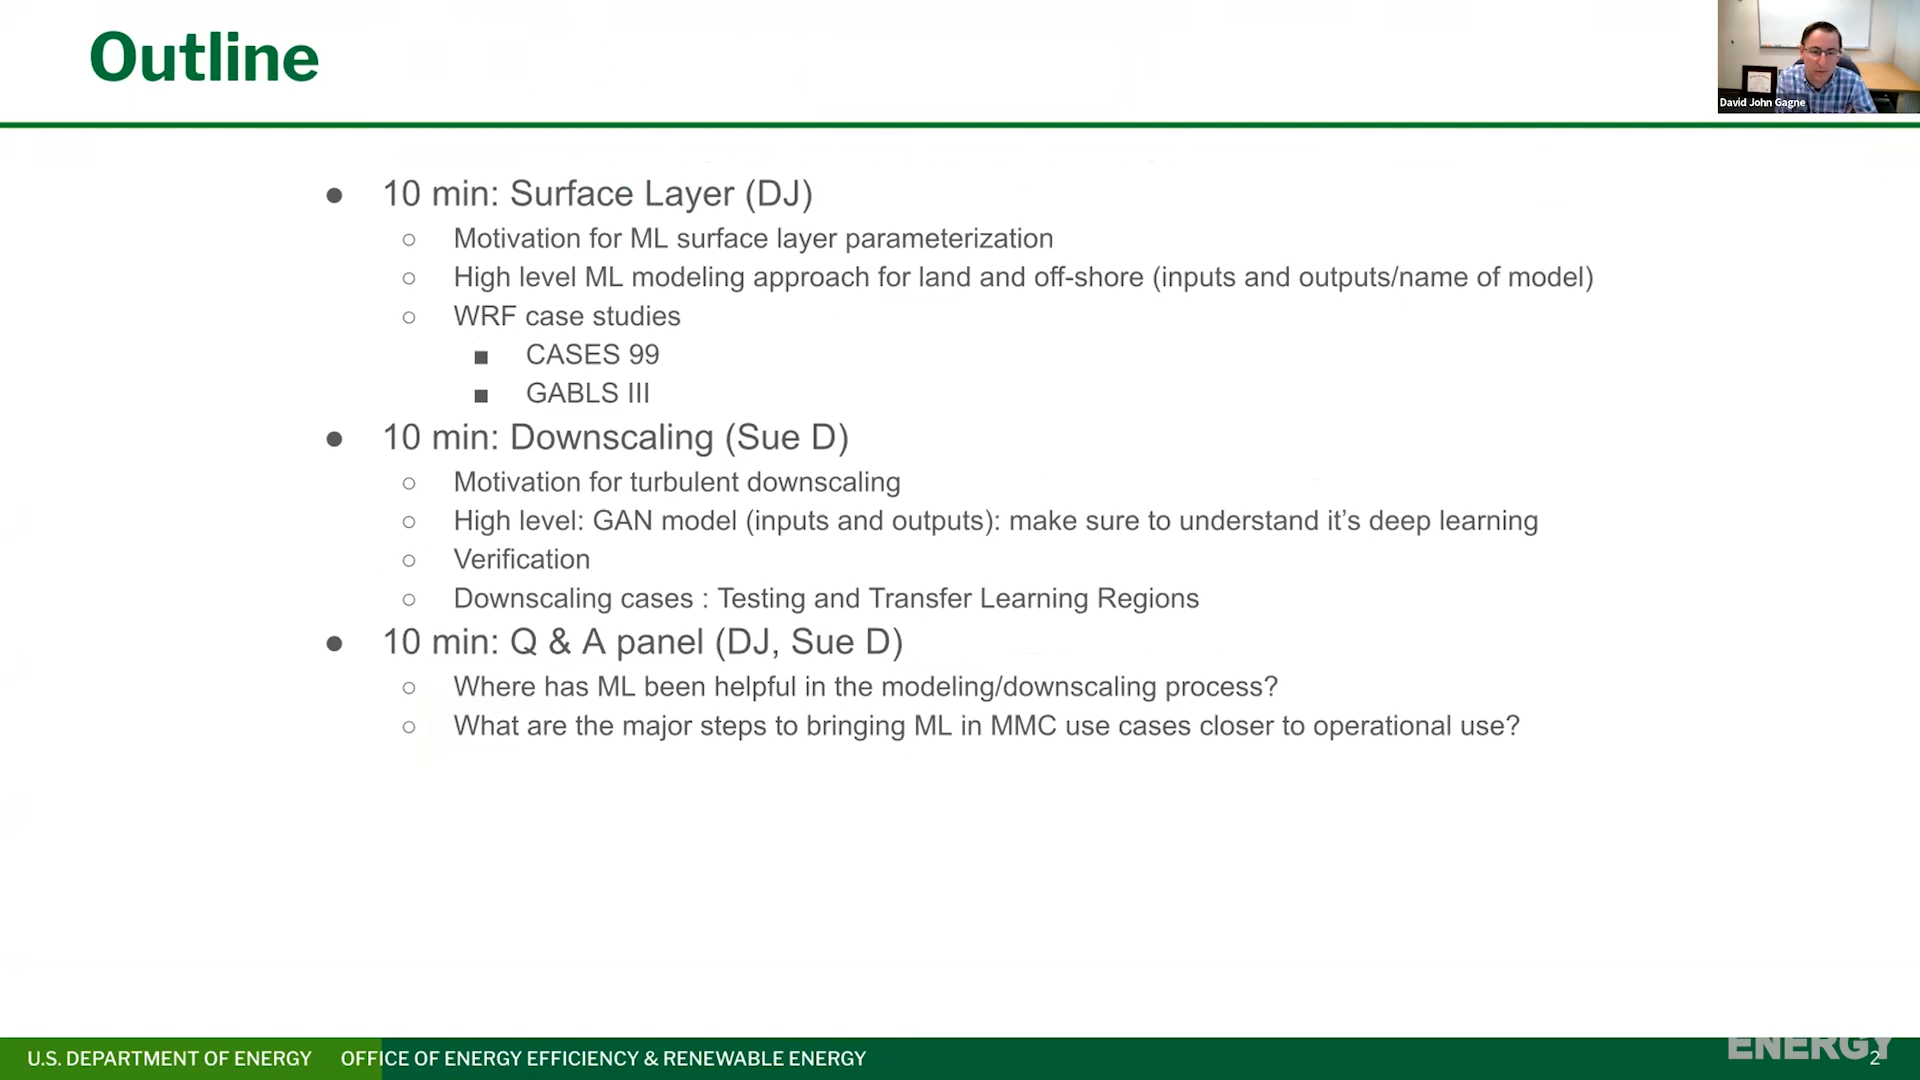 Outline
David John Gagne
● 10 min: Surface Layer (DJ)
○ Motivation for ML surface layer parameterization
○ High level ML modeling approach for land and off-shore (inputs and outputs/name of model)
○ WRF case studies
■ CASES 99
■ GABLS III
● 10 min: Downscaling (Sue D)
○ Motivation for turbulent downscaling
○ High level: GAN model (inputs and outputs): make sure to understand it’s deep learning
○ Verification
○ Downscaling cases : Testing and Transfer Learning Regions
● 10 min: Q & A panel (DJ, Sue D)
○ Where has ML been helpful in the modeling/downscaling process?
○ What are the major steps to bringing ML in MMC use cases closer to operational use?
U.S. DEPARTMENT OF ENERGY OFFICE OF ENERGY EFFICIENCY & RENEWABLE ENERGY
ENERGY
2